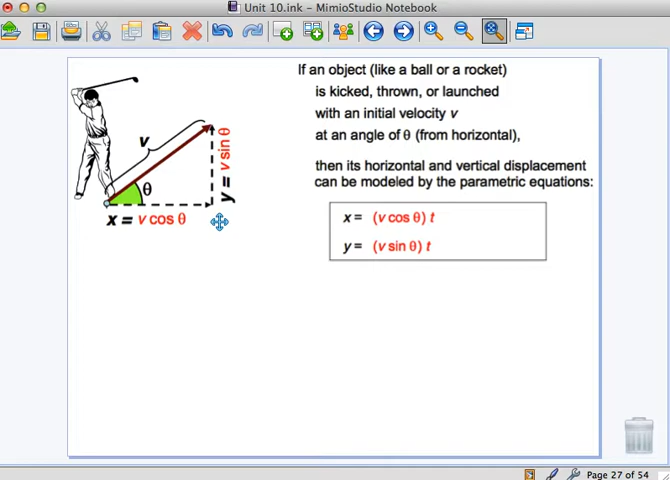 Unit 10.ink - MimioStudio Notebook
If an object (like a ball or a rocket)
is kicked, thrown, or launched
with an initial velocity v
at an angle of θ (from horizontal),
then its horizontal and vertical displacement
can be modeled by the parametric equations:
x = (v cos θ) t
y = (v sin θ) t
v
θ
y = v sin θ
x = v cos θ
Page 27 of 54